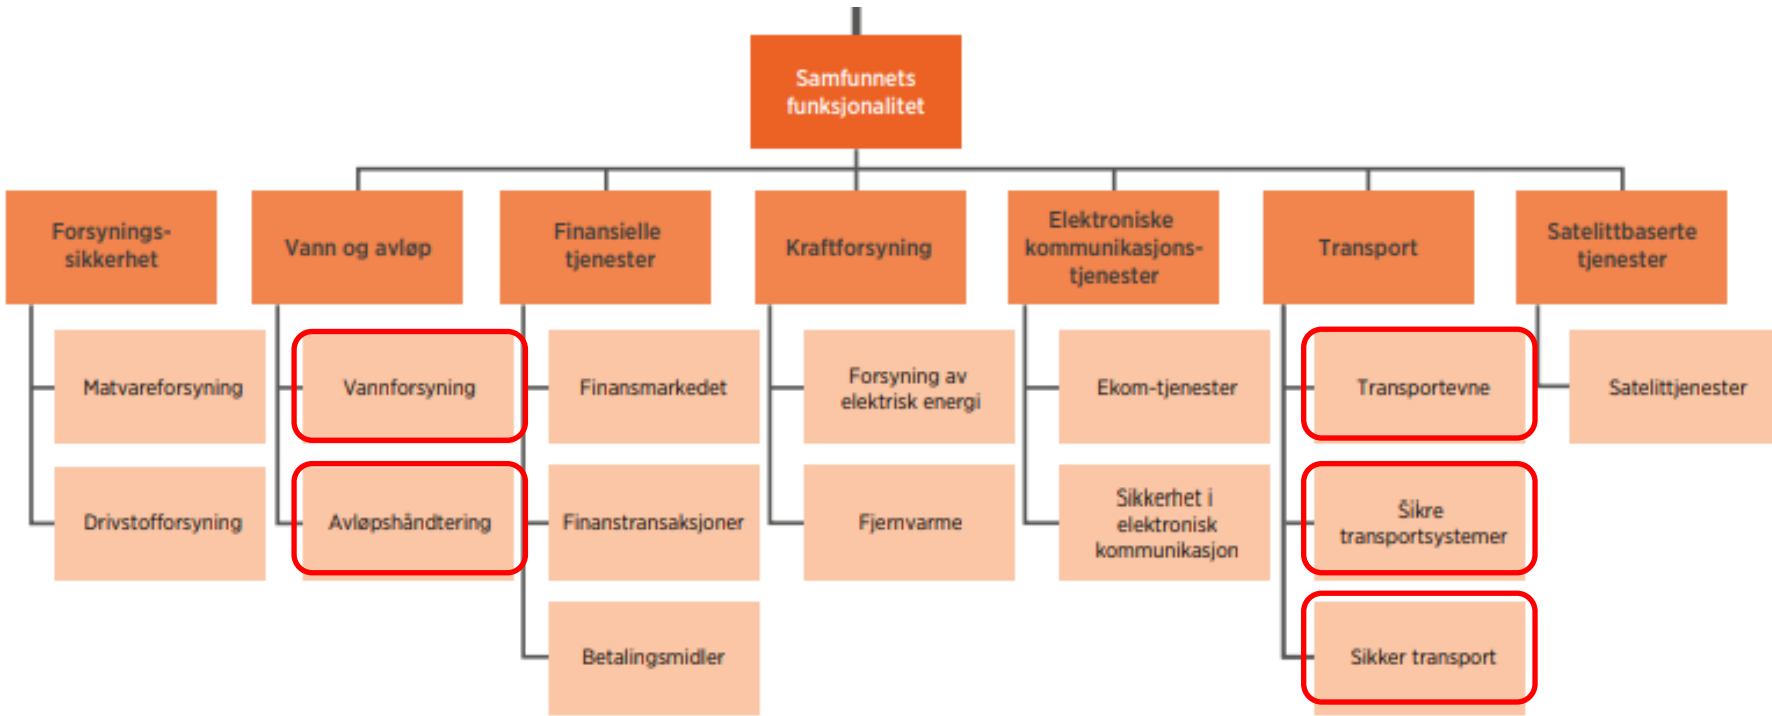 Samfunnets
funksjonalitet
Forsynings-
sikkerhet
Vann og avløp
Finansielle
tjenester
Kraftforsyning
Elektroniske
kommunikasjons-
tjenester
Transport
Satelittbaserte
tjenester
Matvareforsyning
Vannforsyning
Finansmarkedet
Forsyning av
elektrisk energi
Ekom-tjenester
Transportevne
Satelittjenester
Drivstofforsyning
Avløpshåndtering
Finanstransaksjoner
Fjernvarme
Sikkerhet i
elektronisk
kommunikasjon
Sikre
transportsystemer
Betalingsmidler
Sikker transport